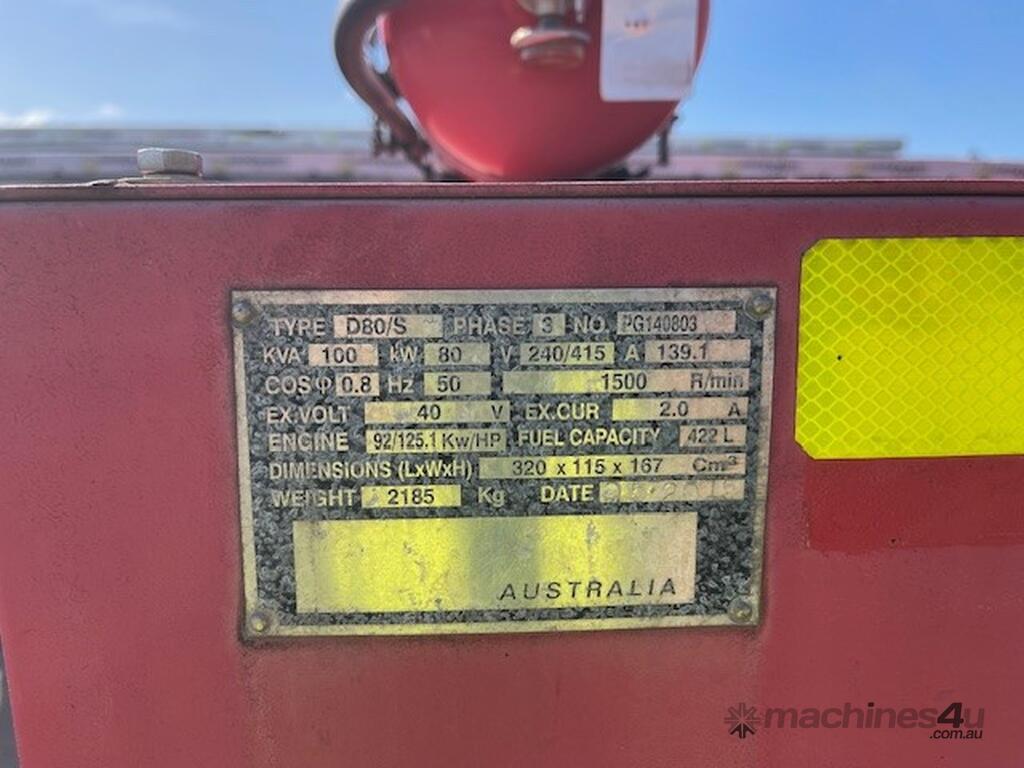 TYPE D80/S PHASE 3 NO. PG140803
KVA 100 kW 80 V 240/415 A 139.1
COS φ 0.8 Hz 50 1500 R/min
EX.VOLT 40 V EX.CUR 2.0 A
ENGINE 92/125.1 Kw/HP FUEL CAPACITY 422 L
DIMENSIONS (LxWxH) 320 x 115 x 167 Cm³
WEIGHT 2185 Kg DATE
AUSTRALIA
machines4u
.com.au